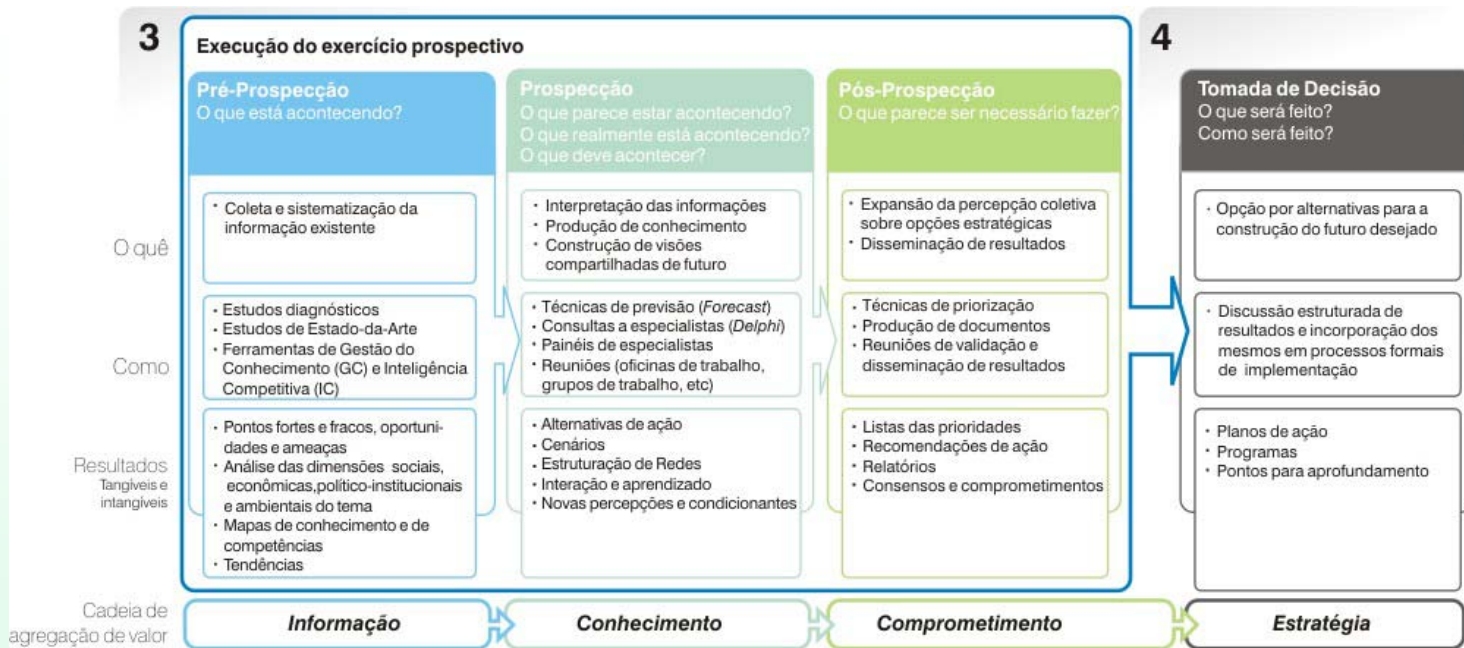 3
Execução do exercício prospectivo
4
Pré-Prospecção
O que está acontecendo?
Prospecção
O que parece estar acontecendo?
O que realmente está acontecendo?
O que deve acontecer?
Pós-Prospecção
O que parece ser necessário fazer?
Tomada de Decisão
O que será feito?
Como será feito?
O quê
• Coleta e sistematização da
informação existente
• Interpretação das informações
• Produção de conhecimento
• Construção de visões
compartilhadas de futuro
• Expansão da percepção coletiva
sobre opções estratégicas
• Disseminação de resultados
• Opção por alternativas para a
construção do futuro desejado
Como
• Estudos diagnósticos
• Estudos de Estado-da-Arte
• Ferramentas de Gestão do
Conhecimento (GC) e Inteligência
Competitiva (IC)
• Técnicas de previsão (Forecast)
• Consultas a especialistas (Delphi)
• Painéis de especialistas
• Reuniões (oficinas de trabalho,
grupos de trabalho, etc)
• Técnicas de priorização
• Produção de documentos
• Reuniões de validação e
disseminação de resultados
• Discussão estruturada de
resultados e incorporação dos
mesmos em processos formais
de implementação
Resultados
Tangíveis e
intangíveis
• Pontos fortes e fracos, oportuni-
dades e ameaças
• Análise das dimensões sociais,
econômicas,político-institucionais
e ambientais do tema
• Mapas de conhecimento e de
competências
• Tendências
• Alternativas de ação
• Cenários
• Estruturação de Redes
• Interação e aprendizado
• Novas percepções e condicionantes
• Listas das prioridades
• Recomendações de ação
• Relatórios
• Consensos e comprometimentos
• Planos de ação
• Programas
• Pontos para aprofundamento
Cadeia de
agregação de valor
Informação
Conhecimento
Comprometimento
Estratégia